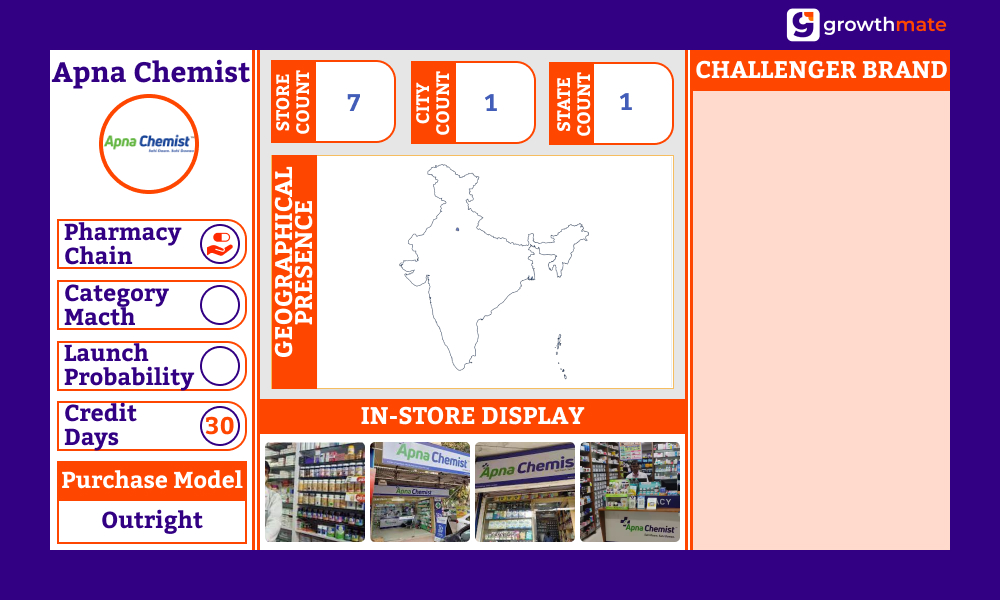 growthmate
Apna Chemist
Apna Chemist
Pharmacy
Chain
Category
Macth
Launch
Probability
Credit
Days
30
Purchase Model
Outright
STORE
COUNT
7
CITY
COUNT
1
STATE
COUNT
1
GEOGRAPHICAL
PRESENCE
IN-STORE DISPLAY
Apna Chemist
Apna Chemist
Apna Chemis
Apna Chemist
CHALLENGER BRAND